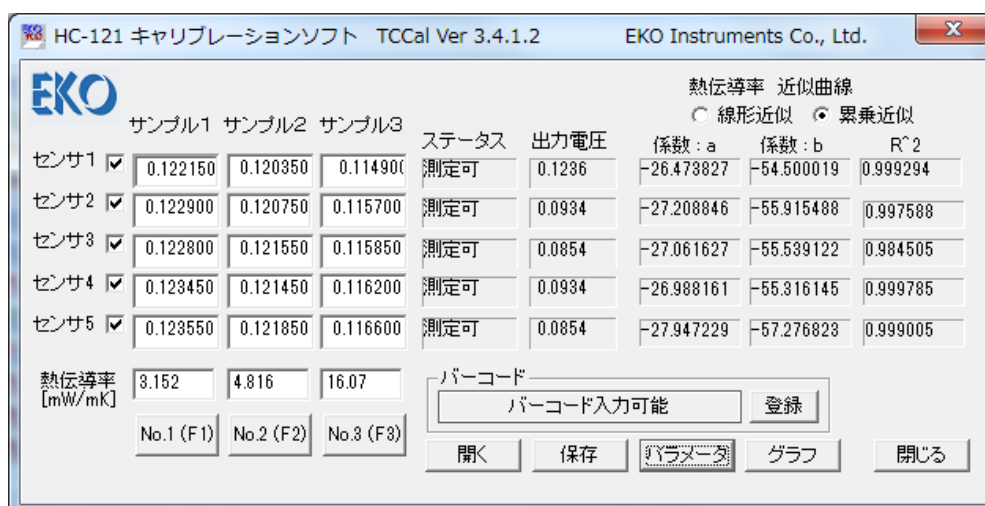 HC-121 キャリブレーションソフト TCCal Ver 3.4.1.2 EKO Instruments Co., Ltd.
EKO
熱伝導率 近似曲線
線形近似 累乗近似
サンプル1 サンプル2 サンプル3 ステータス 出力電圧 係数:a 係数:b R^2
センサ1 0.122150 0.120350 0.114900 測定可 0.1236 -26.473827 -54.500019 0.999294
センサ2 0.122900 0.120750 0.115700 測定可 0.0934 -27.208846 -55.915488 0.997588
センサ3 0.122800 0.121550 0.115850 測定可 0.0854 -27.061627 -55.539122 0.984505
センサ4 0.123450 0.121450 0.116200 測定可 0.0934 -26.988161 -55.316145 0.999785
センサ5 0.123550 0.121850 0.116600 測定可 0.0854 -27.947229 -57.276823 0.999005
熱伝導率 3.152 4.816 16.07
[mW/mK]
No.1 (F1) No.2 (F2) No.3 (F3)
バーコード
バーコード入力可能 登録
開く 保存 パラメータ グラフ 閉じる